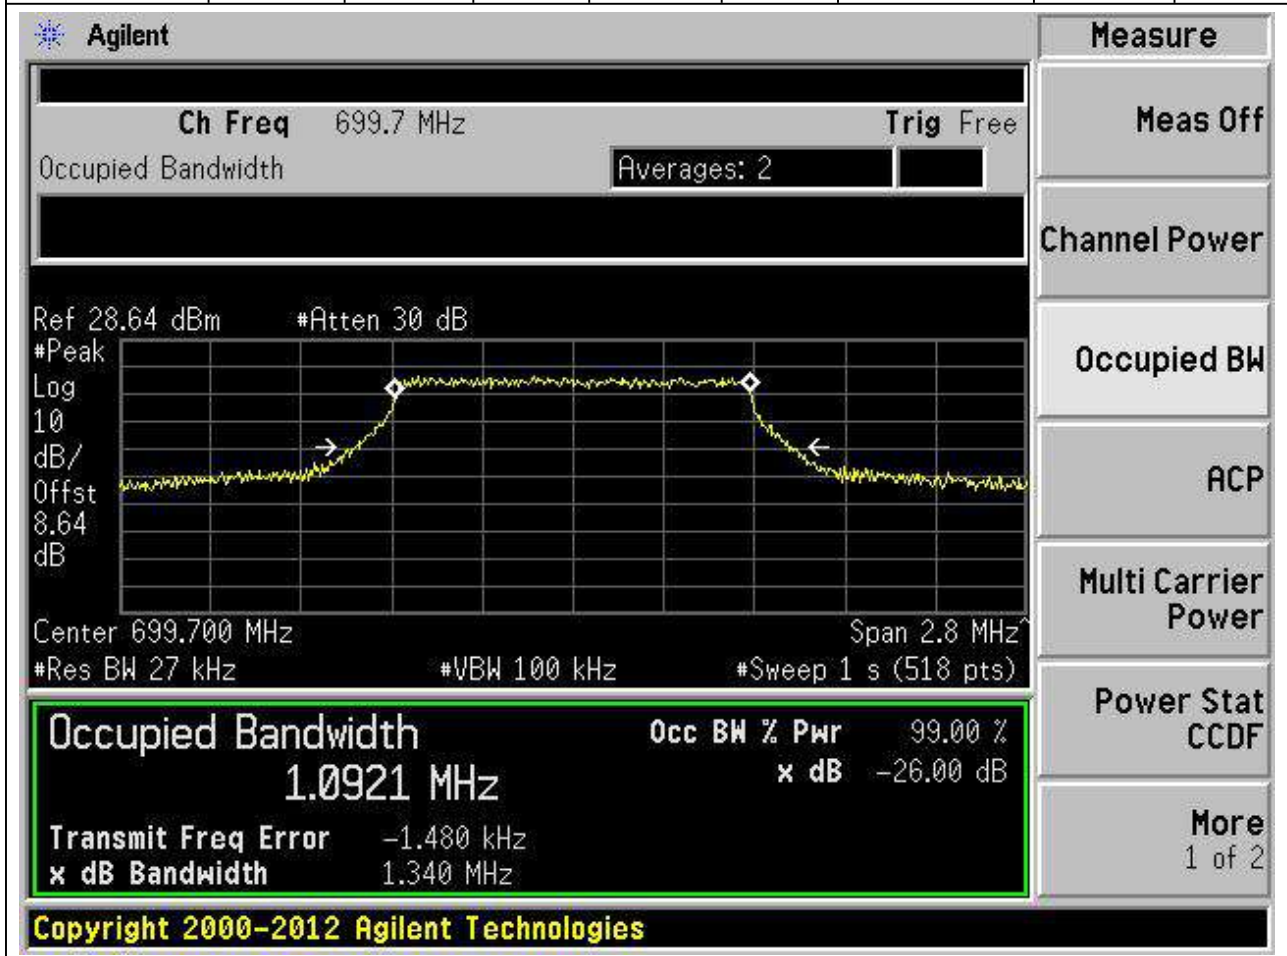 Agilent
Measure
Ch Freq 699.7 MHz Trig Free
Occupied Bandwidth Averages: 2
Meas Off
Channel Power
Occupied BW
ACP
Multi Carrier
Power
Power Stat
CCDF
More
1 of 2
Ref 28.64 dBm #Atten 30 dB
#Peak
Log
10
dB/
Offst
8.64
dB
Center 699.700 MHz Span 2.8 MHz^
#Res BW 27 kHz #VBW 100 kHz #Sweep 1 s (518 pts)
Occupied Bandwidth Occ BW % Pwr 99.00 %
1.0921 MHz x dB -26.00 dB
Transmit Freq Error -1.480 kHz
x dB Bandwidth 1.340 MHz
Copyright 2000-2012 Agilent Technologies